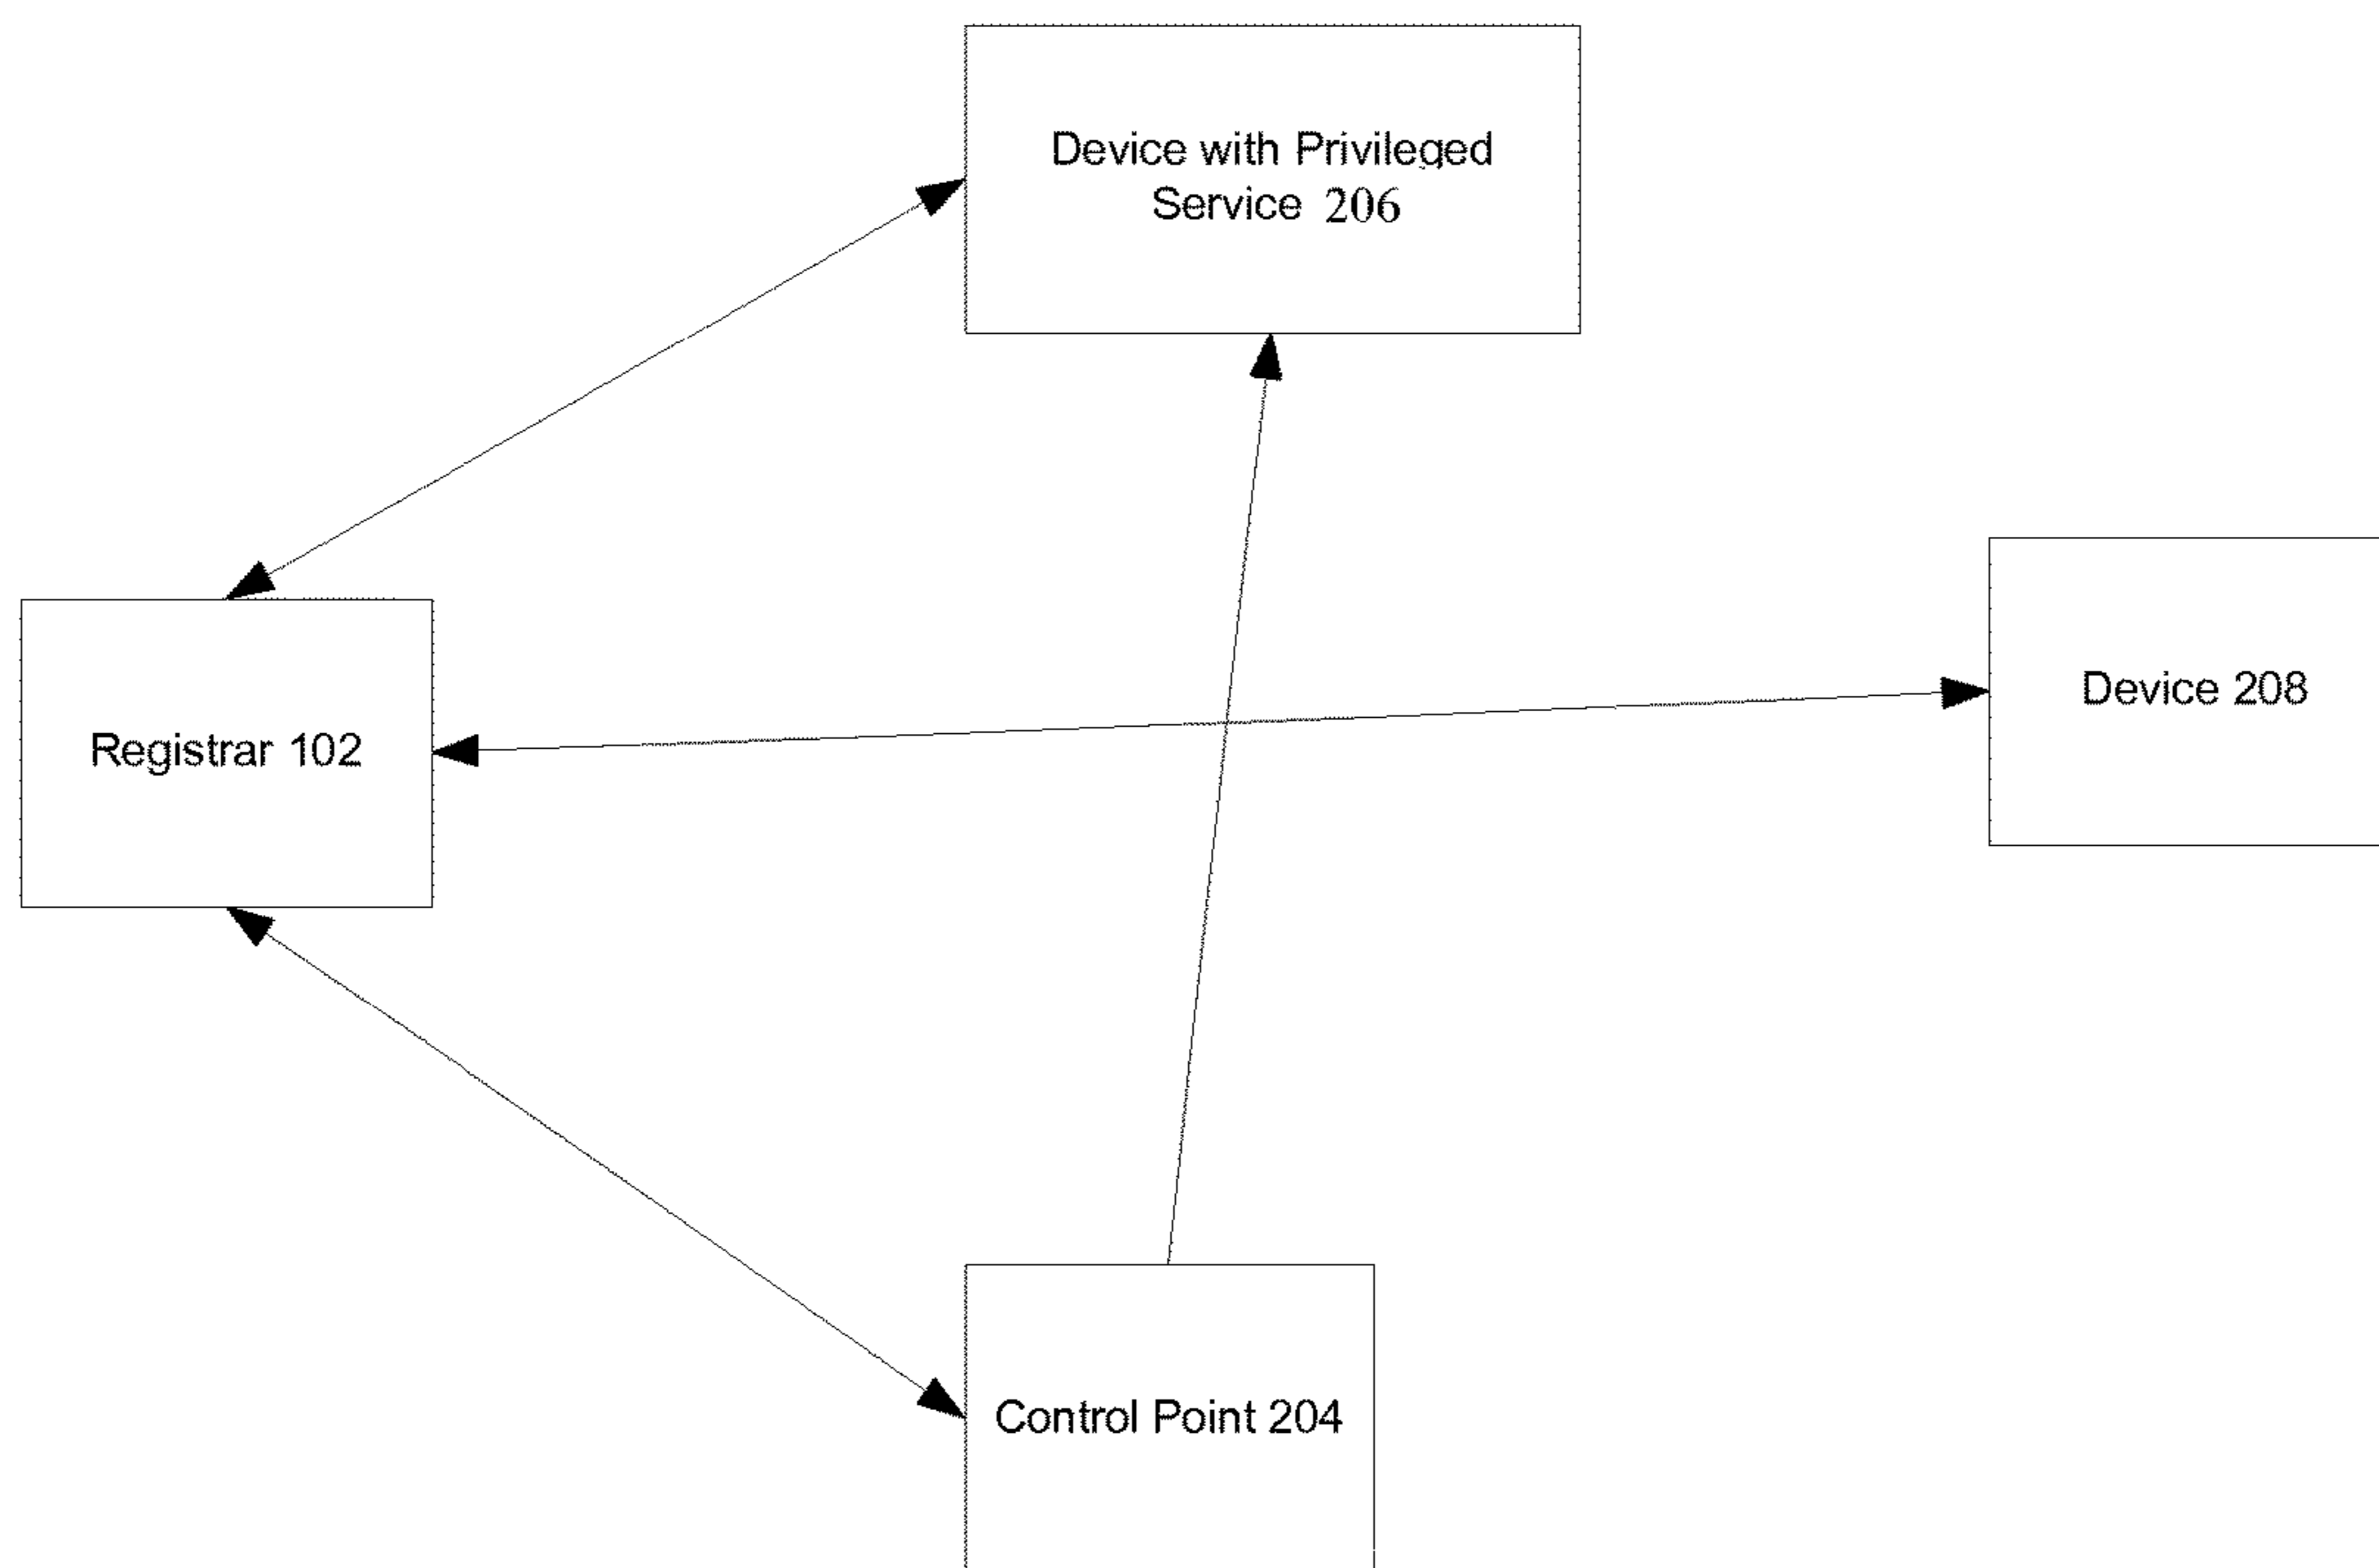 Device with Privileged
Service 206
Device 208
Registrar 102
Control Point 204